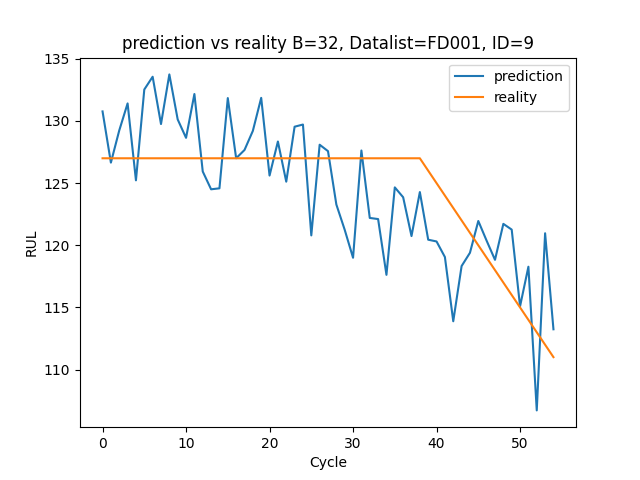 prediction vs reality B=32, Datalist=FD001, ID=9
prediction
reality
RUL
135
130
125
120
115
110
0 10 20 30 40 50
Cycle